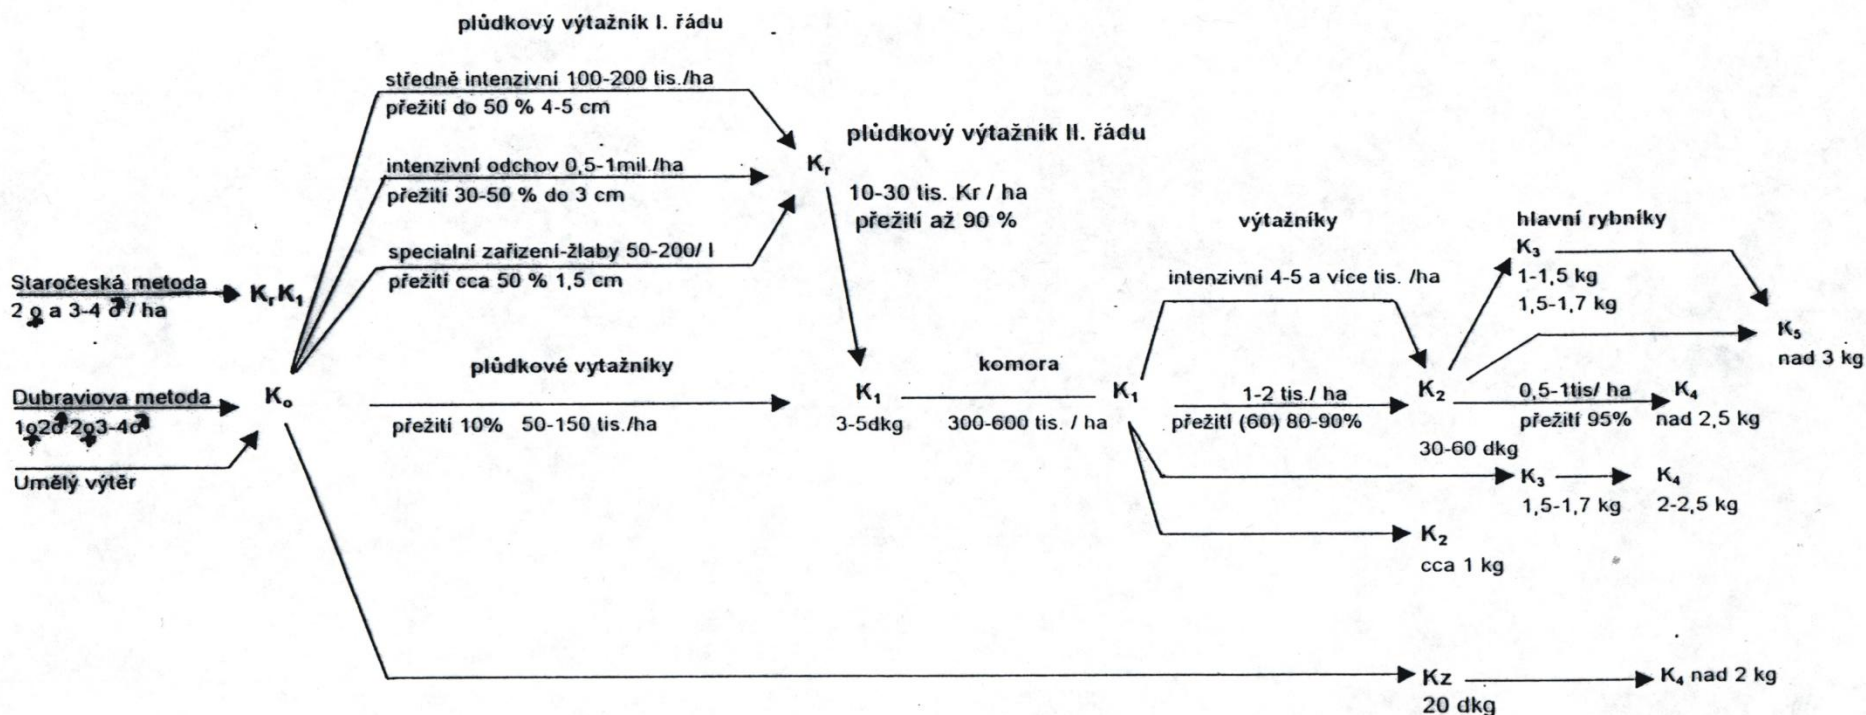 plůdkový výtažník I. řádu
středně intenzivní 100-200 tis./ha
přežití do 50 % 4-5 cm
intenzivní odchov 0,5-1mil./ha
přežití 30-50 % do 3 cm
specialní zařizení-žlaby 50-200/ l
přežití cca 50 % 1,5 cm
Kᵣ
plůdkový výtažník II. řádu
10-30 tis. Kr / ha
přežití až 90 %
Staročeská metoda
2 ♀ a 3-4 ♂ / ha
KᵣK₁
Dubraviova metoda
1♀2♂ 2♀3-4♂
Umělý výtěr
Kₒ
plůdkové vytažníky
přežití 10% 50-150 tis./ha
K₁
3-5dkg
komora
300-600 tis. / ha
K₁
výtažníky
intenzivní 4-5 a více tis. /ha
1-2 tis./ ha
přežití (60) 80-90%
K₂
30-60 dkg
hlavní rybníky
K₃
1-1,5 kg
1,5-1,7 kg
K₅
nad 3 kg
0,5-1tis/ ha
přežití 95%
K₄
nad 2,5 kg
K₃
1,5-1,7 kg
K₄
2-2,5 kg
K₂
cca 1 kg
Kz
20 dkg
K₄ nad 2 kg